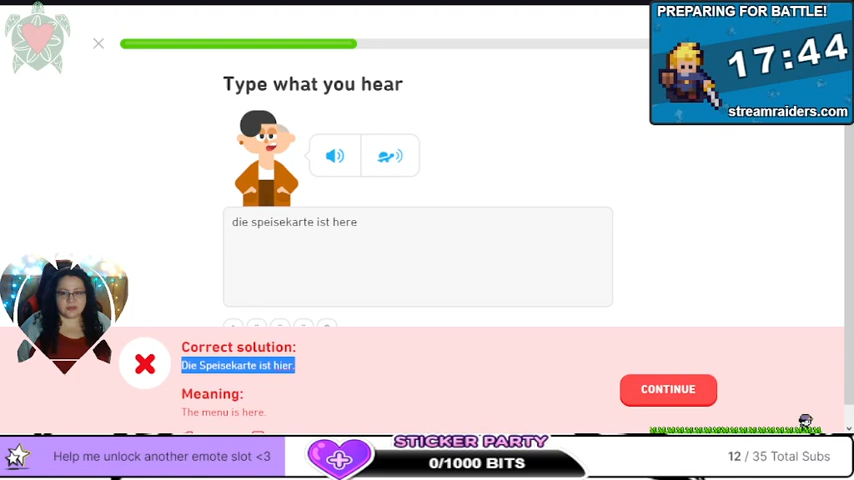 PREPARING FOR BATTLE!
17:44
streamraiders.com
Type what you hear
die speisekarte ist here
Correct solution:
Die Speisekarte ist hier.
Meaning:
The menu is here.
CONTINUE
Help me unlock another emote slot <3
STICKER PARTY
0/1000 BITS
12 / 35 Total Subs